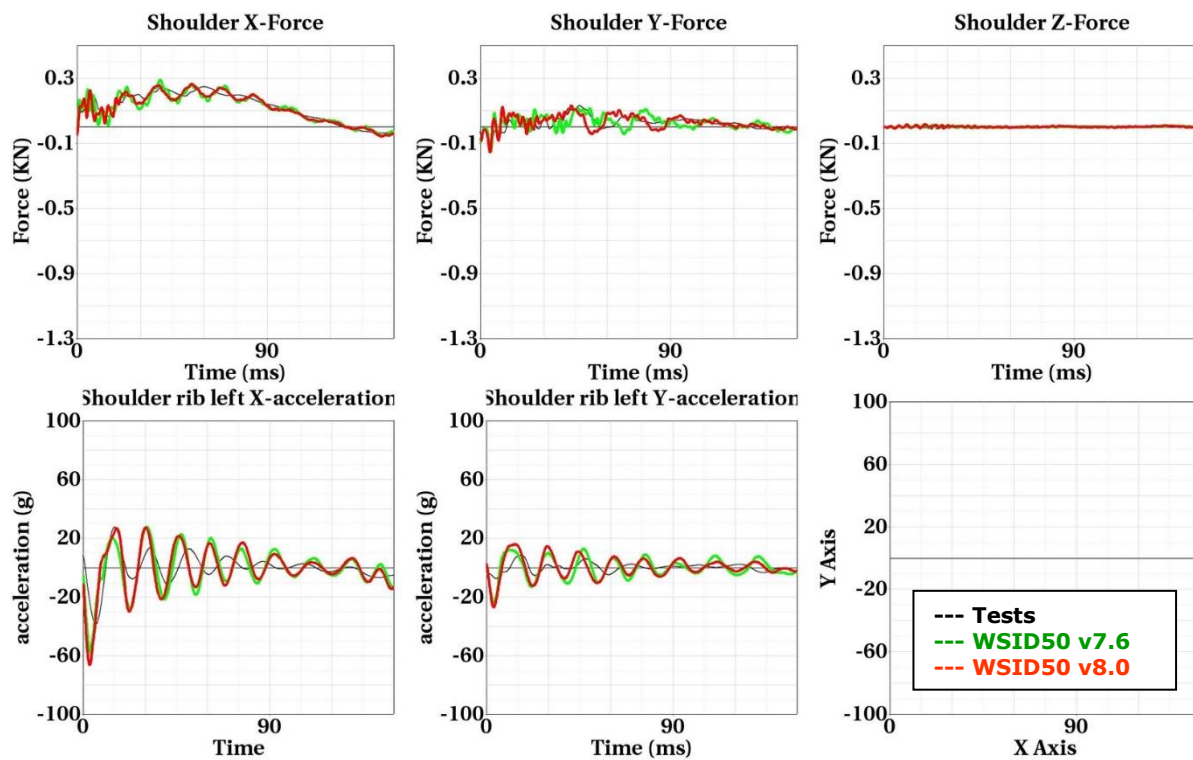 Shoulder X-Force
0.3
-0.1
-0.5
-0.9
-1.3
Force (KN)
0
90
Time (ms)
Shoulder Y-Force
0.3
-0.1
-0.5
-0.9
-1.3
Force (KN)
0
90
Time (ms)
Shoulder Z-Force
0.3
-0.1
-0.5
-0.9
-1.3
Force (KN)
0
90
Time (ms)
Shoulder rib left X-acceleration
100
60
20
-20
-60
-100
acceleration (g)
0
90
Time
Shoulder rib left Y-acceleration
100
60
20
-20
-60
-100
acceleration (g)
0
90
Time (ms)
100
60
20
-20
-60
-100
Y Axis
0
90
X Axis
--- Tests
--- WSID50 v7.6
--- WSID50 v8.0